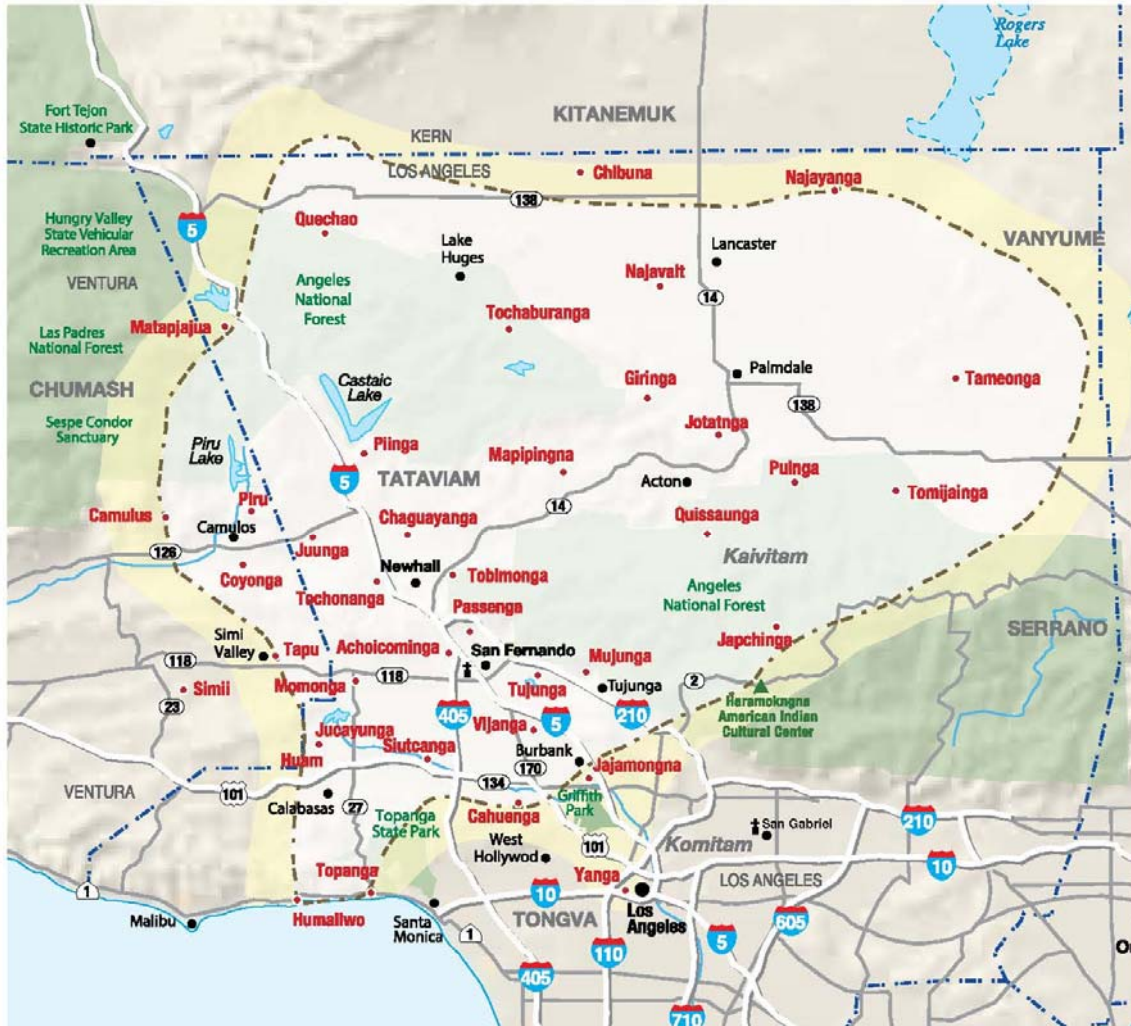 Rogers
Lake
Fort Tejon
State Historic Park
KITANEMUK
KERN
LOS ANGELES
Chibuna
Najayanga
138
Hungry Valley
State Vehicular
Recreation Area
5
Quechao
Lake
Huges
Lancaster
VANYUME
VENTURA
Angeles
National
Forest
Najavait
14
Matapjajua
Tochaburanga
Las Padres
National Forest
CHUMASH
Castaic
Lake
Giringa
Palmdale
Tameonga
138
Sespe Condor
Sanctuary
Piru
Lake
Piinga
Jotatnga
Mapipingna
5
TATAVIAM
Acton
Puinga
Tomijainga
Camulus
Piru
Camulos
Chaguayanga
14
Quissaunga
126
Juunga
Kaivitam
Coyonga
Newhall
Tobimonga
Techonanga
Angeles
National Forest
Passenga
Simi
Valley
Tapu
Achoicominga
Japchinga
SERRANO
118
San Fernando
Mujunga
Simii
Momonga
118
Tujunga
Tujunga
2
23
Haramokngna
American Indian
Cultural Center
405
Vijanga
5
210
Jucayunga
Siutcanga
Burbank
Huam
170
Jajamongna
VENTURA
101
134
Calabasas
27
Griffith
Park
Topanga
State Park
Cahuenga
210
West
Hollywod
101
San Gabriel
Komitam
10
Topanga
Yanga
LOS ANGELES
1
10
Malibu
Humaliwo
Santa
Monica
TONGVA
Los
Angeles
605
1
5
110
405
710